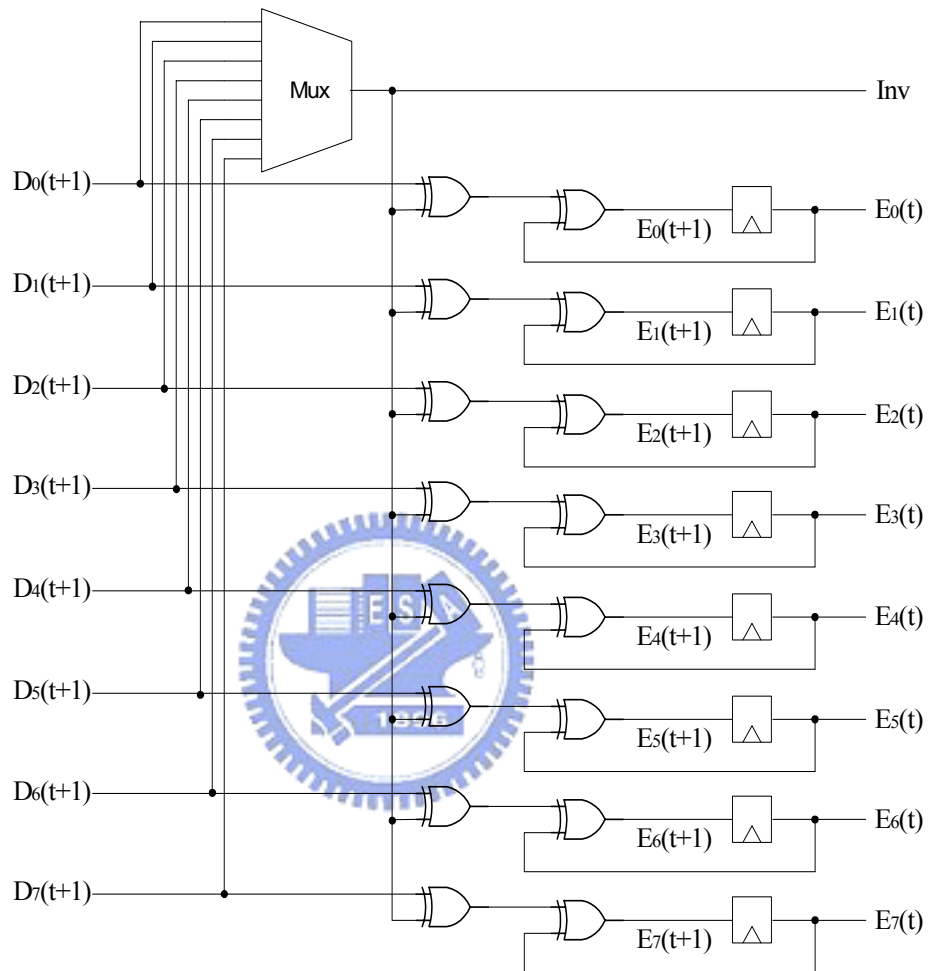 Mux
Inv
D0(t+1)
E0(t+1)
E0(t)
D1(t+1)
E1(t+1)
E1(t)
D2(t+1)
E2(t+1)
E2(t)
D3(t+1)
E3(t+1)
E3(t)
E S A
D4(t+1)
E4(t+1)
E4(t)
D5(t+1)
1896
E5(t+1)
E5(t)
D6(t+1)
E6(t+1)
E6(t)
D7(t+1)
E7(t+1)
E7(t)